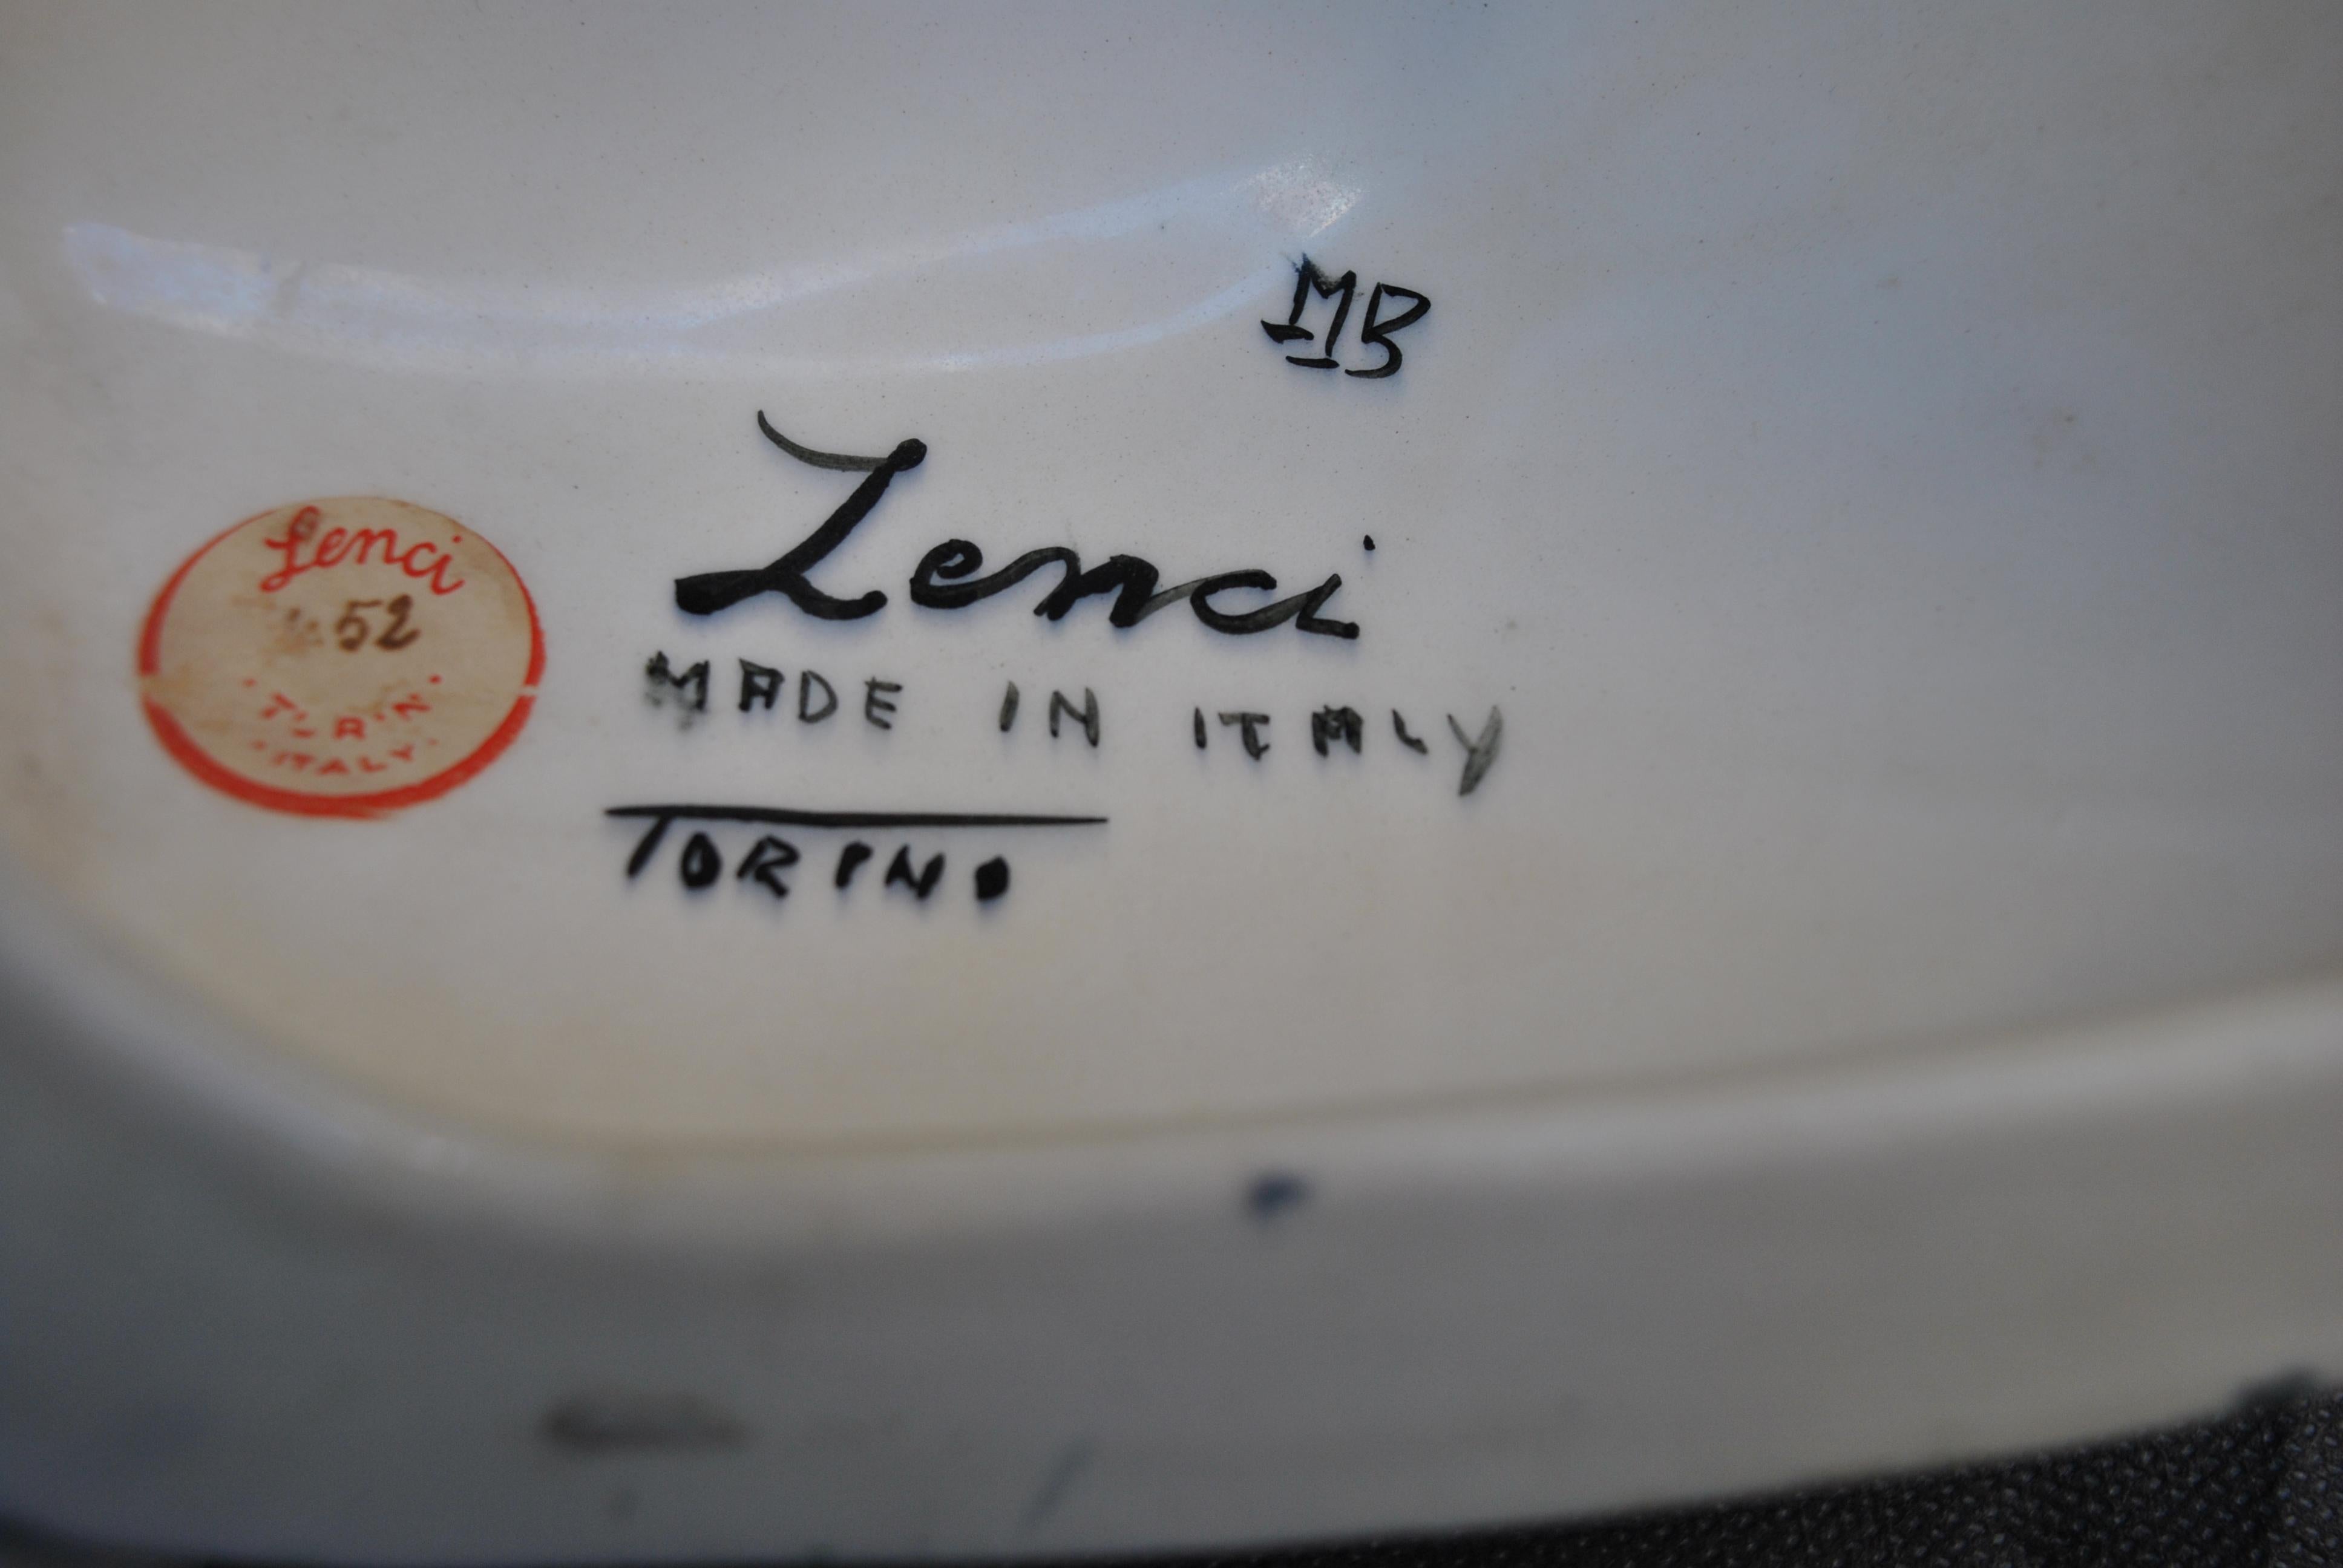 MB
Lenci
MADE IN ITALY
TORINO
Lenci
52
·TURIN·
·ITALY·